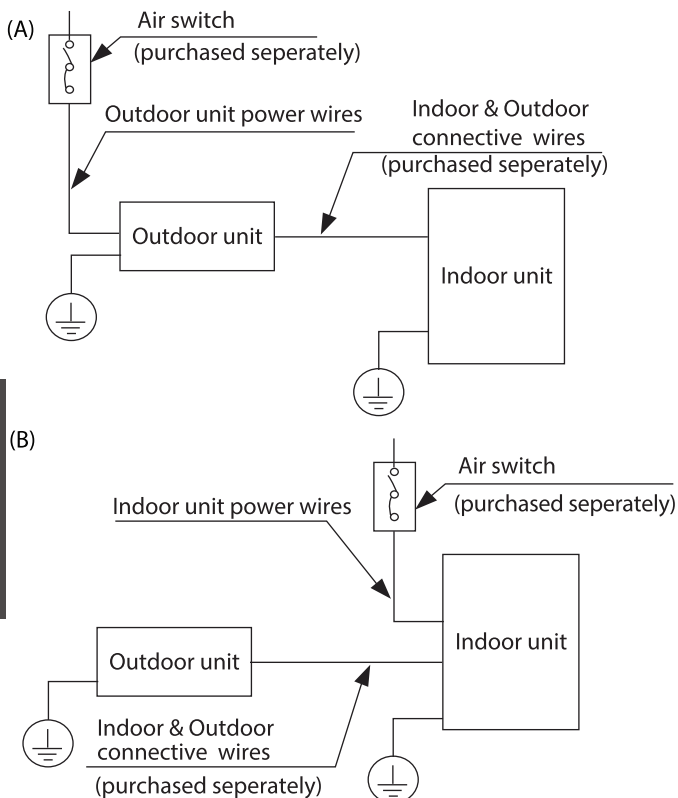 (A)
Air switch
(purchased seperately)
Outdoor unit power wires
Indoor & Outdoor
connective wires
(purchased seperately)
Outdoor unit
Indoor unit
(B)
Air switch
(purchased seperately)
Indoor unit power wires
Indoor unit
Outdoor unit
Indoor & Outdoor
connective wires
(purchased seperately)